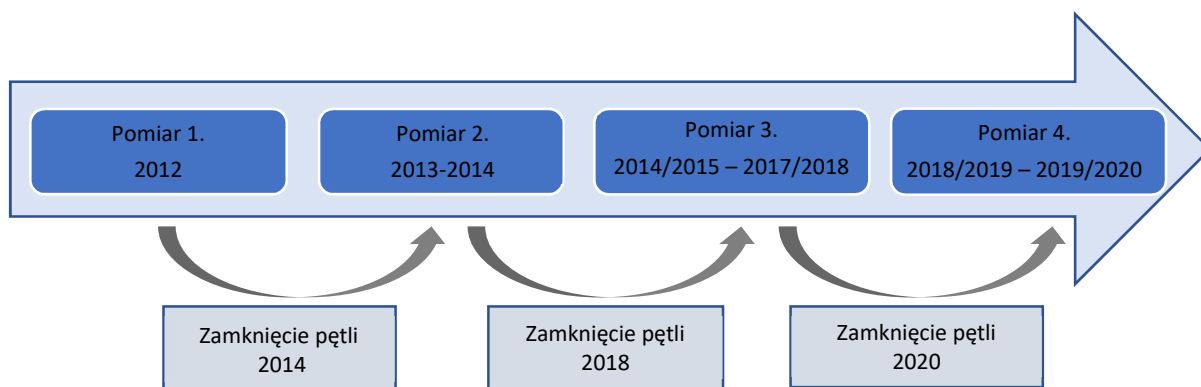 Pomiar 1.
2012
Pomiar 2.
2013-2014
Pomiar 3.
2014/2015 – 2017/2018
Pomiar 4.
2018/2019 – 2019/2020
Zamknięcie pętli
2014
Zamknięcie pętli
2018
Zamknięcie pętli
2020